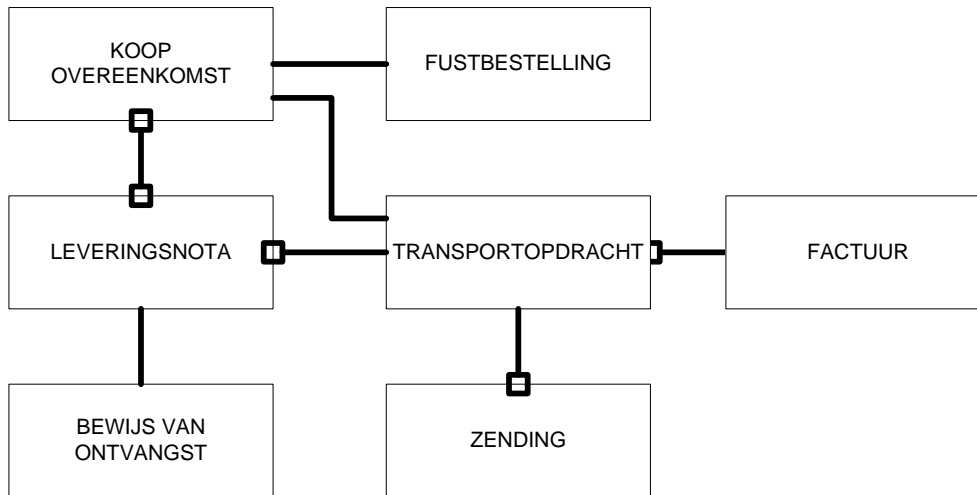 KOOP
OVEREENKOMST
FUSTBESTELLING
LEVERINGSNOTA
TRANSPORTOPDRACHT
FACTUUR
BEWIJS VAN
ONTVANGST
ZENDING